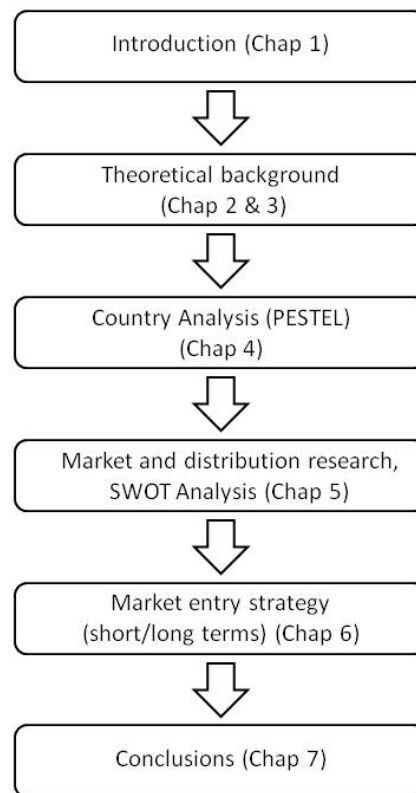 Introduction (Chap 1)
Theoretical background
(Chap 2 & 3)
Country Analysis (PESTEL)
(Chap 4)
Market and distribution research,
SWOT Analysis (Chap 5)
Market entry strategy
(short/long terms) (Chap 6)
Conclusions (Chap 7)